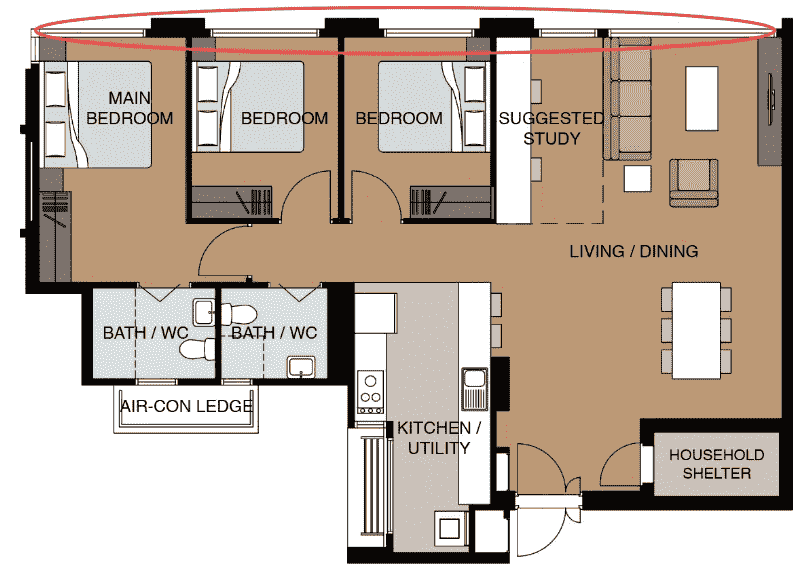 MAIN
BEDROOM
BEDROOM
BEDROOM
SUGGESTED
STUDY
LIVING / DINING
BATH / WC
BATH / WC
AIR-CON LEDGE
KITCHEN /
UTILITY
HOUSEHOLD
SHELTER